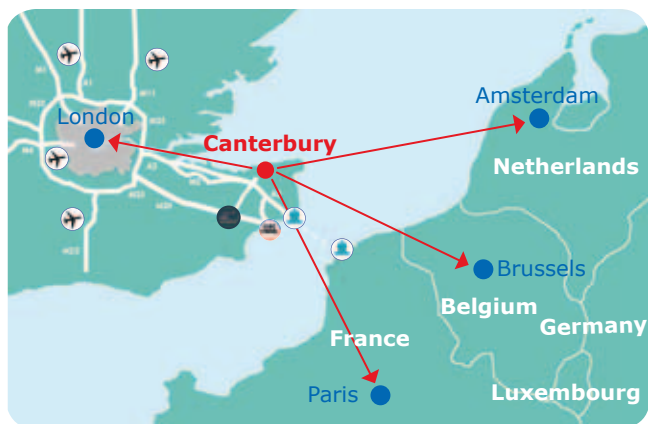 London
Amsterdam
Canterbury
Netherlands
Brussels
Belgium
Germany
France
Luxembourg
Paris